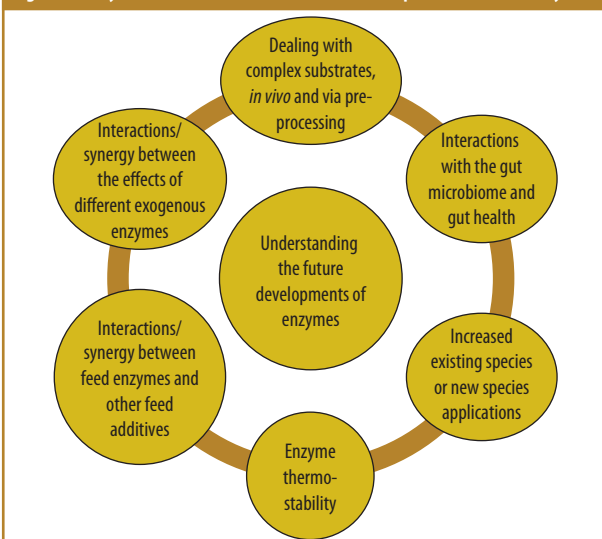 Dealing with
complex substrates,
in vivo and via pre-
processing
Interactions
with the gut
microbiome and
gut health
Increased
existing species
or new species
applications
Enzyme
thermo-
stability
Interactions/
synergy between
feed enzymes and
other feed
additives
Interactions/
synergy between
the effects of
different exogenous
enzymes
Understanding
the future
developments of
enzymes